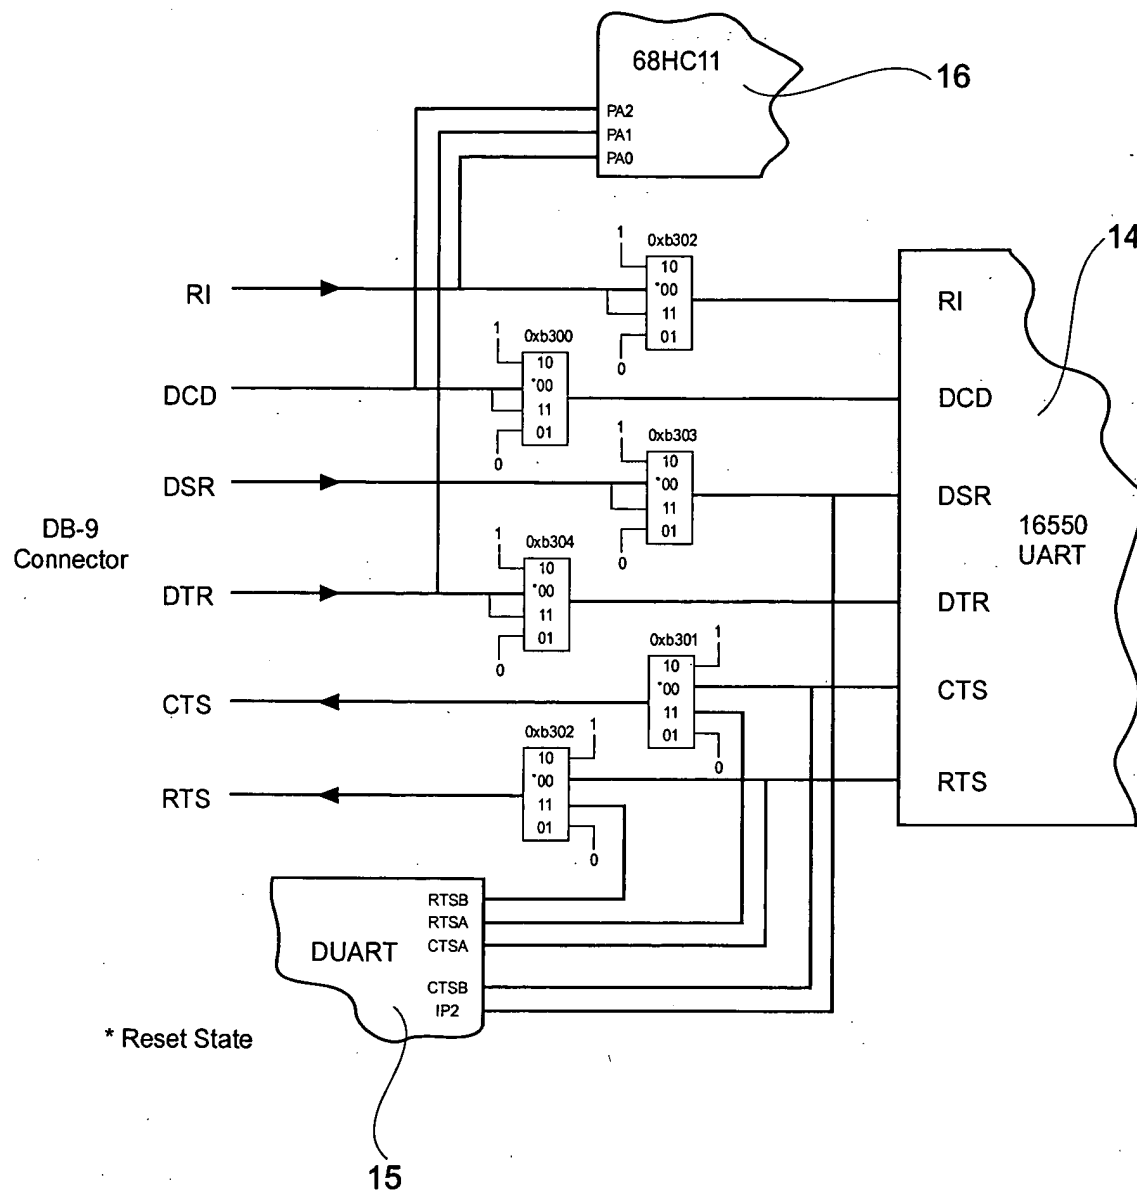 68HC11
16
PA2
PA1
PA0
14
1
0xb302
10
*00
11
01
0
RI
RI
1
0xb300
10
*00
11
01
0
DCD
DCD
1
0xb303
10
*00
11
01
0
DSR
DSR
DB-9
Connector
16550
UART
1
0xb304
10
*00
11
01
0
DTR
DTR
0xb301
1
10
*00
11
01
0
CTS
CTS
0xb302
1
10
*00
11
01
0
RTS
RTS
RTSB
RTSA
DUART
CTSA
CTSB
IP2
* Reset State
15